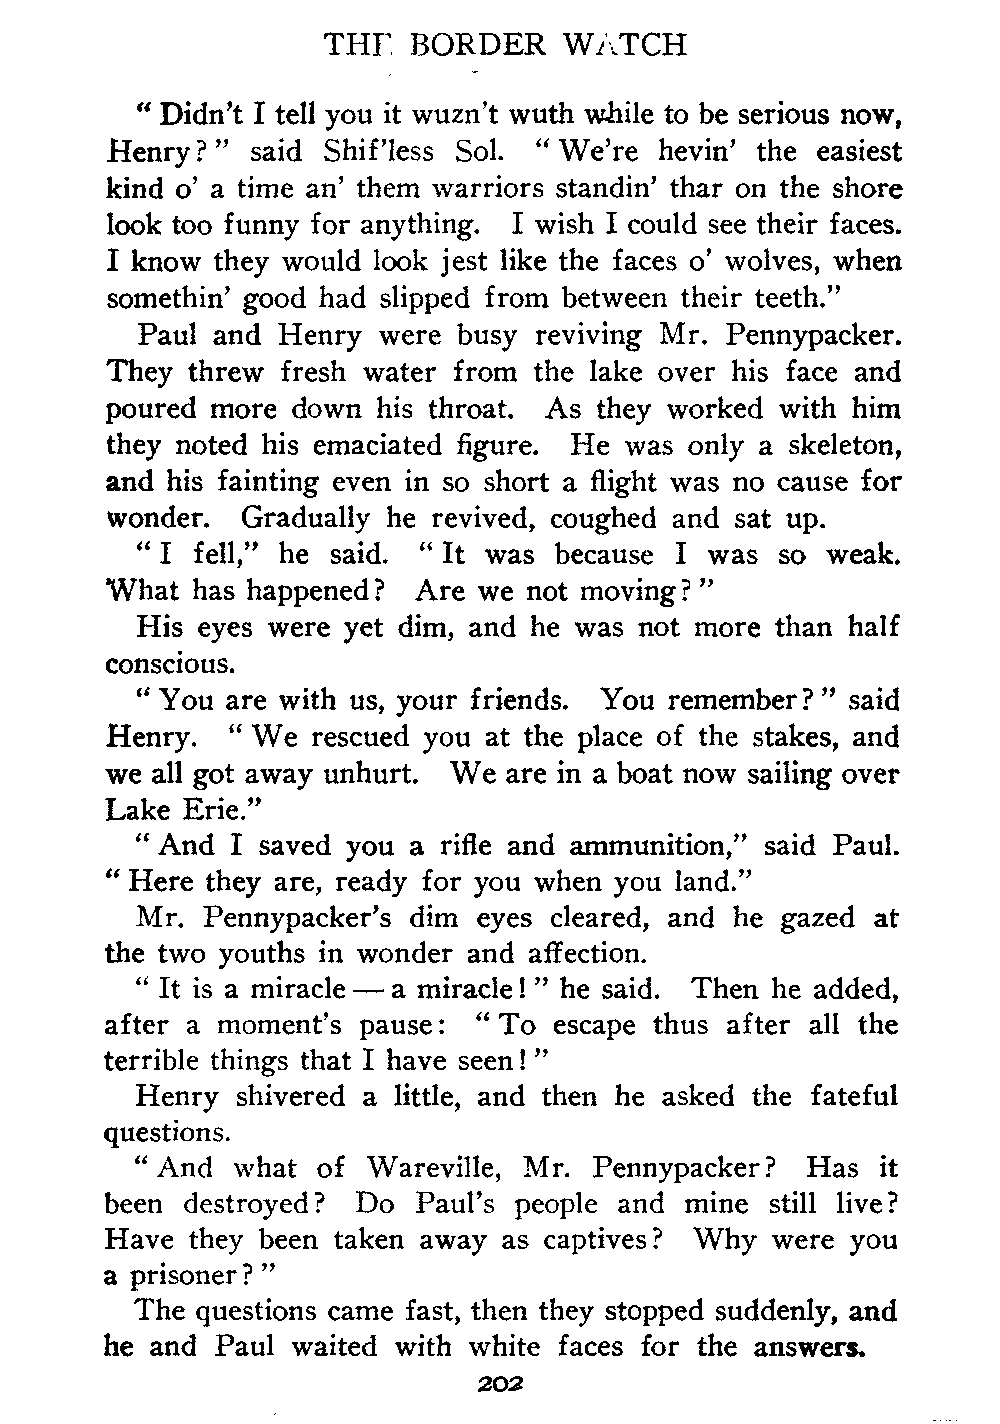 THE BORDER WATCH
" Didn't I tell you it wuzn't wuth while to be serious now,
Henry? " said Shif'less Sol. " We're hevin' the easiest
kind o' a time an' them warriors standin' thar on the shore
look too funny for anything. I wish I could see their faces.
I know they would look jest like the faces o' wolves, when
somethin' good had slipped from between their teeth."
Paul and Henry were busy reviving Mr. Pennypacker.
They threw fresh water from the lake over his face and
poured more down his throat. As they worked with him
they noted his emaciated figure. He was only a skeleton,
and his fainting even in so short a flight was no cause for
wonder. Gradually he revived, coughed and sat up.
" I fell," he said. " It was because I was so weak.
What has happened? Are we not moving? "
His eyes were yet dim, and he was not more than half
conscious.
" You are with us, your friends. You remember? " said
Henry. " We rescued you at the place of the stakes, and
we all got away unhurt. We are in a boat now sailing over
Lake Erie."
" And I saved you a rifle and ammunition," said Paul.
" Here they are, ready for you when you land."
Mr. Pennypacker's dim eyes cleared, and he gazed at
the two youths in wonder and affection.
" It is a miracle — a miracle! " he said. Then he added,
after a moment's pause: " To escape thus after all the
terrible things that I have seen! "
Henry shivered a little, and then he asked the fateful
questions.
" And what of Wareville, Mr. Pennypacker? Has it
been destroyed? Do Paul's people and mine still live?
Have they been taken away as captives? Why were you
a prisoner? "
The questions came fast, then they stopped suddenly, and
he and Paul waited with white faces for the answers.
202